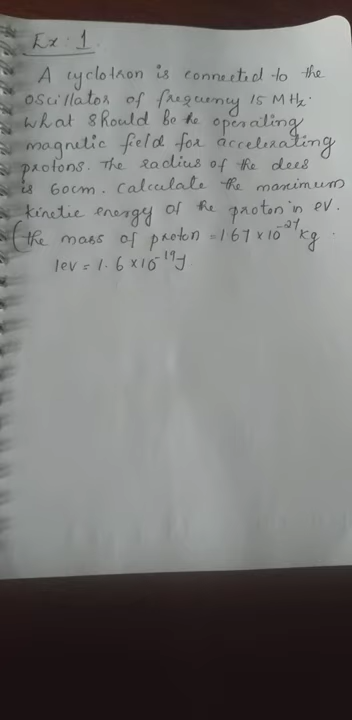 Ex: 1.
A cyclotron is connected to the
oscillator of frequency 15 MHz.
What should be the operating
magnetic field for accelerating
protons. The radius of the dees
is 60cm. Calculate the maximum
kinetic energy of the proton in eV.
(the mass of proton = 1.67 × 10⁻²⁷ kg.
1ev = 1.6 × 10⁻¹⁹J